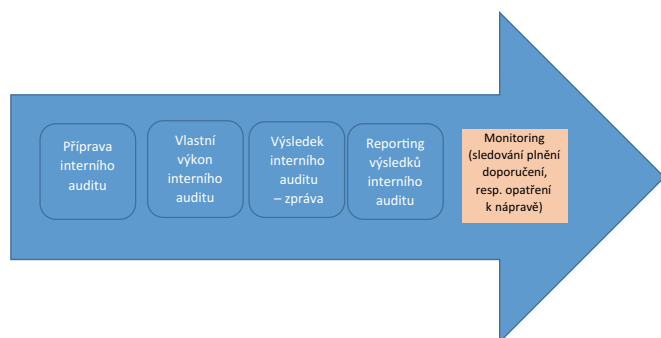 Příprava
interního
auditu
Vlastní
výkon
interního
auditu
Výsledek
interního
auditu
– zpráva
Reporting
výsledků
interního
auditu
Monitoring
(sledování plnění
doporučení,
resp. opatření
k nápravě)